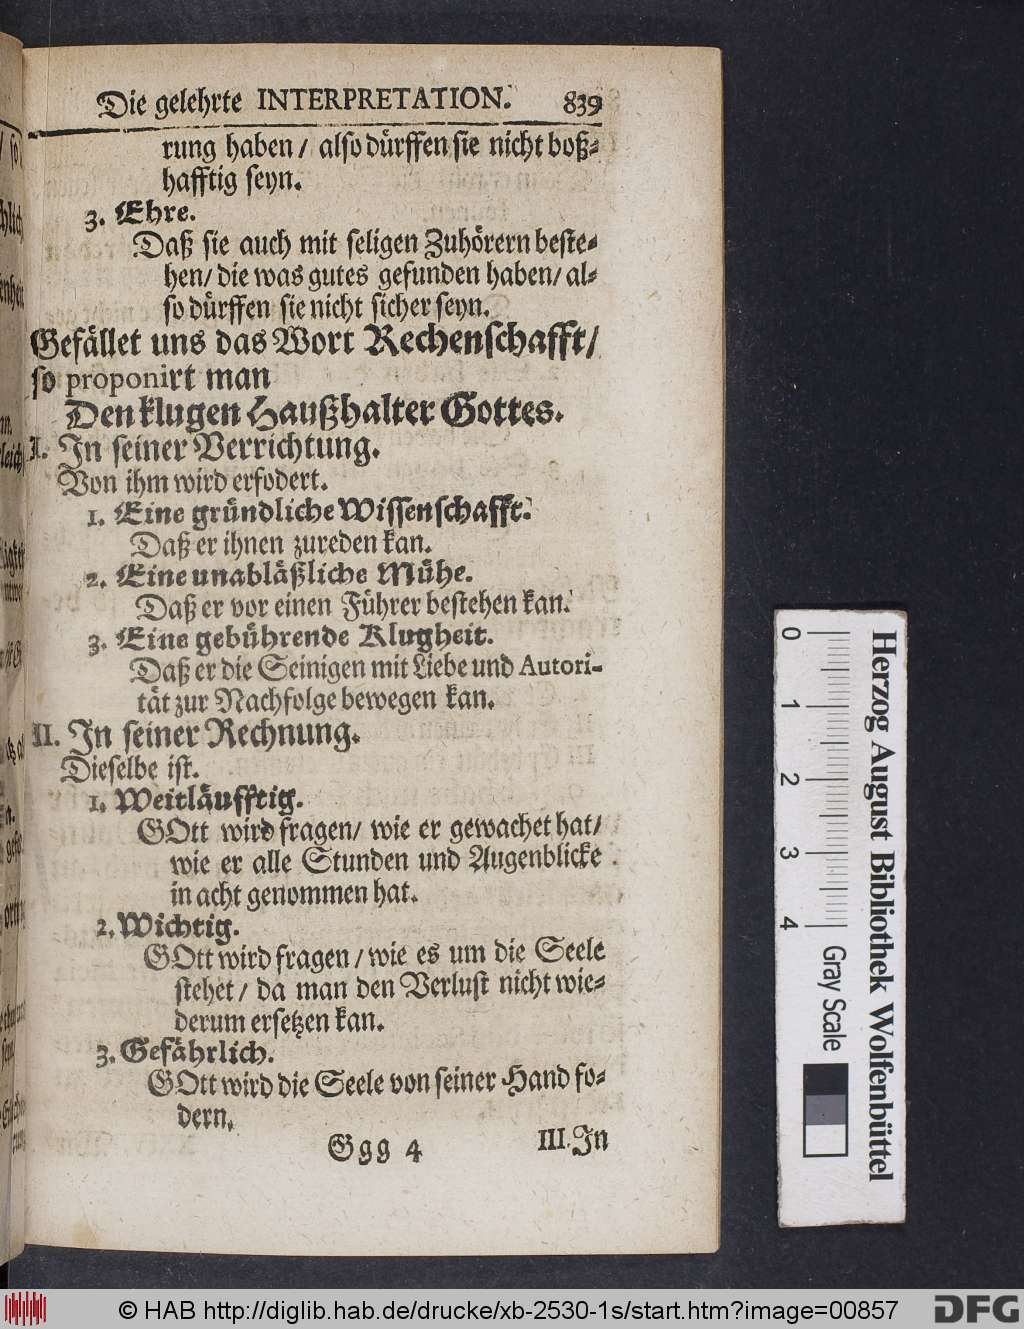 Die gelehrte INTERPRETATION. 839
rung haben / also dürffen sie nicht boß-
hafftig seyn.
3. Ehre.
Daß sie auch mit seligen Zuhörern beste-
hen/ die was gutes gefunden haben/ al-
so dürffen sie nicht sicher seyn.
Gefället uns das Wort Rechenschafft/
so proponirt man
Den klugen Haußhalter Gottes.
I. In seiner Verrichtung.
Von ihm wird erfodert.
1. Eine gründliche Wissenschafft.
Daß er ihnen zureden kan.
2. Eine unabläßliche Mühe.
Daß er vor einen Führer bestehen kan.
3. Eine gebührende Klugheit.
Daß er die Seinigen mit Liebe und Autori-
tät zur Nachfolge bewegen kan.
II. In seiner Rechnung.
Dieselbe ist.
1. Weitläufftig.
GOtt wird fragen/ wie er gewachet hat/
wie er alle Stunden und Augenblicke
in acht genommen hat.
2. Wichtig.
GOtt wird fragen / wie es um die Seele
stehet / da man den Verlust nicht wie-
derum ersetzen kan.
3. Gefährlich.
GOtt wird die Seele von seiner Hand fo-
dern.
Ggg 4 III. In
0 1 2 3 4
Gray Scale
Herzog August Bibliothek Wolfenbüttel
© HAB http://diglib.hab.de/drucke/xb-2530-1s/start.htm?image=00857
DFG